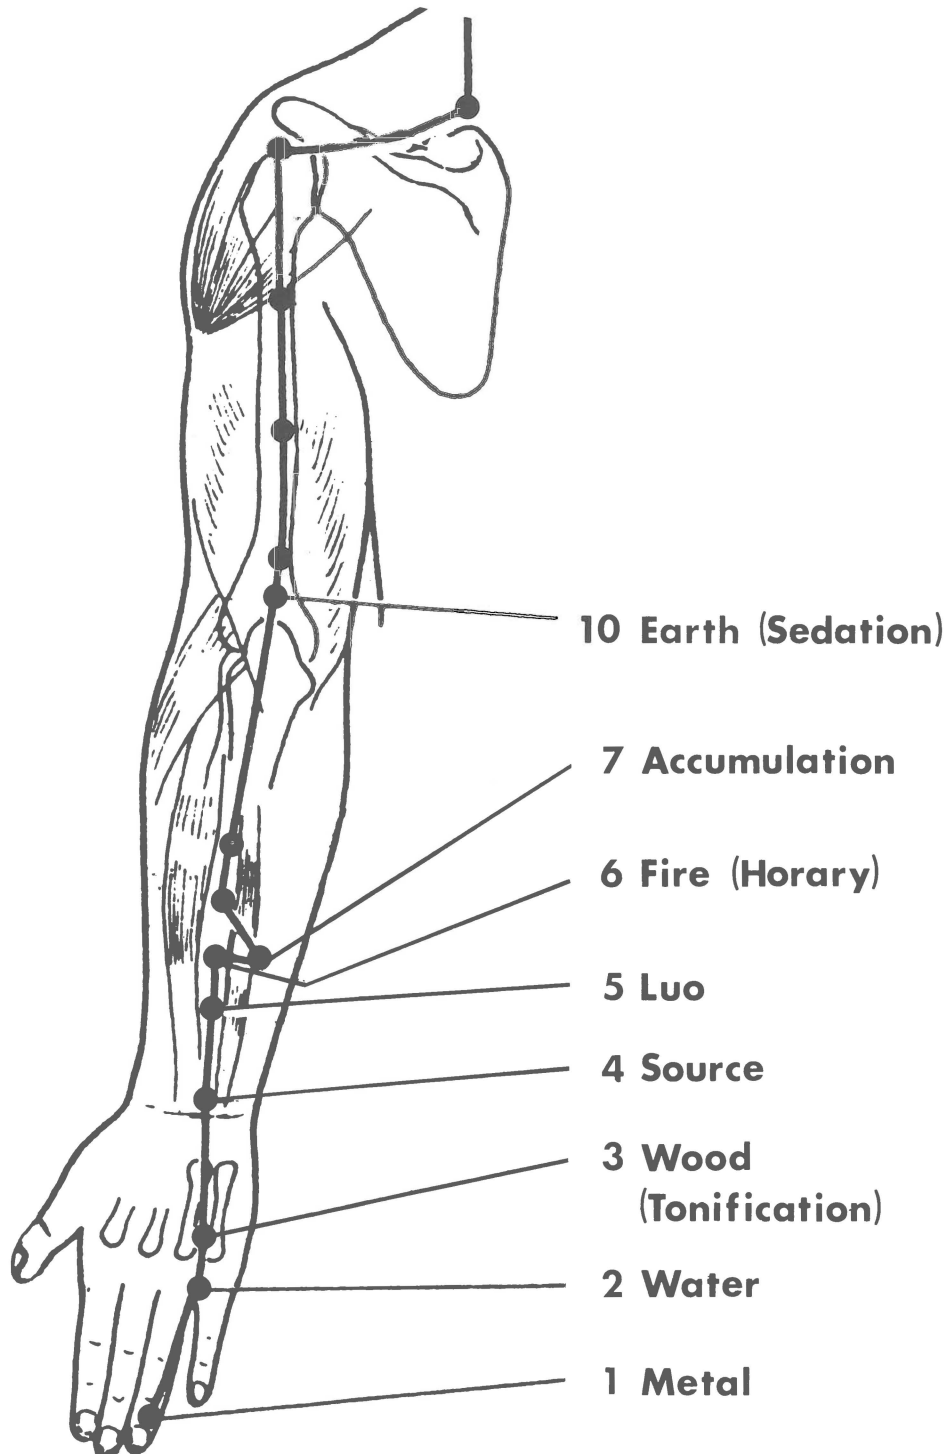 10 Earth (Sedation)
7 Accumulation
6 Fire (Horary)
5 Luo
4 Source
3 Wood
(Tonification)
2 Water
1 Metal